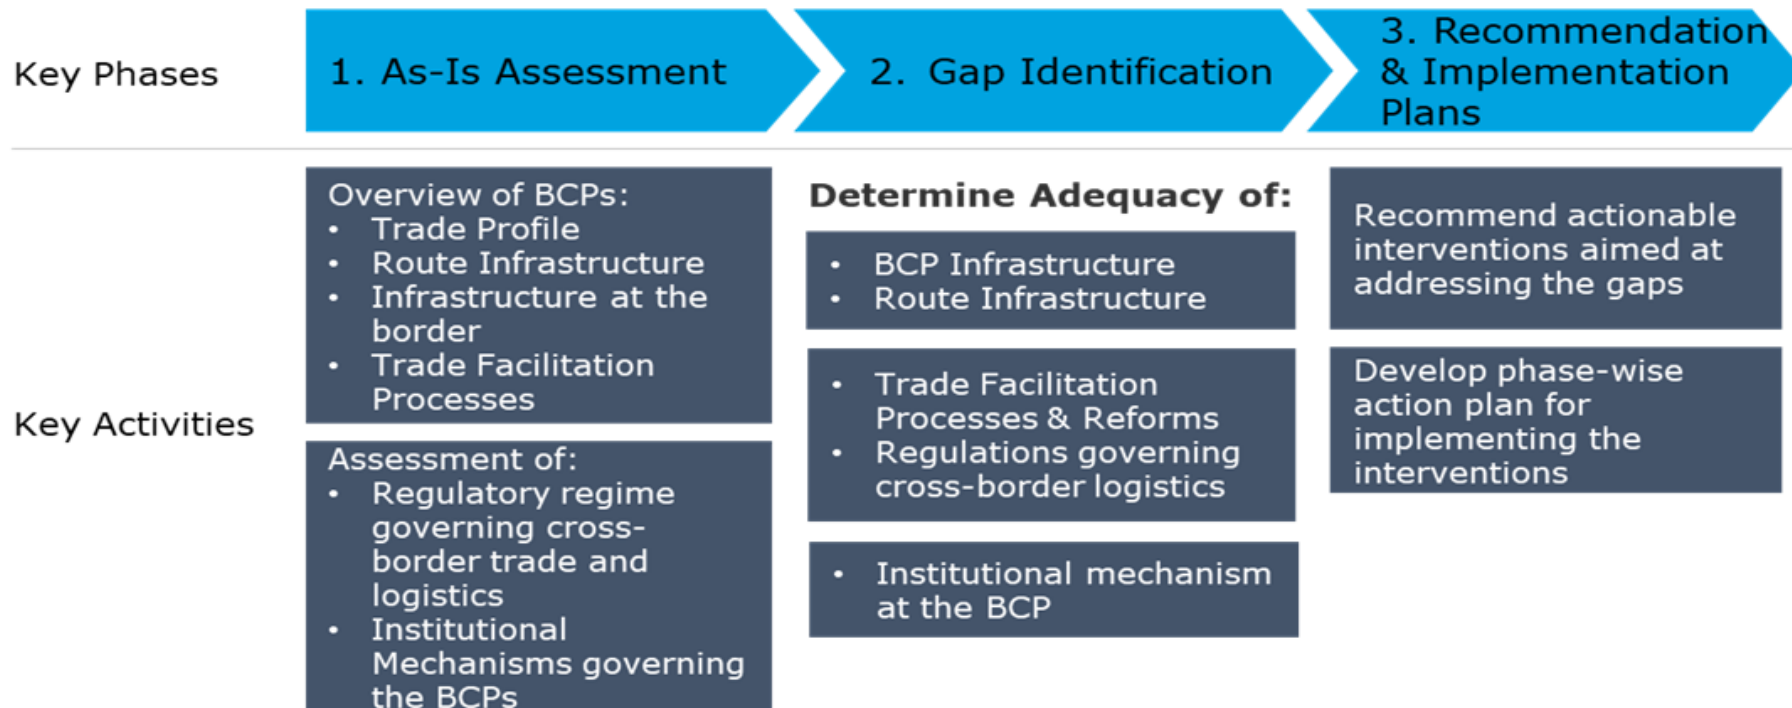 Key Phases
1. As-Is Assessment
2. Gap Identification
3. Recommendation
& Implementation
Plans
Key Activities
Overview of BCPs:
• Trade Profile
• Route Infrastructure
• Infrastructure at the
border
• Trade Facilitation
Processes
Assessment of:
• Regulatory regime
governing cross-
border trade and
logistics
• Institutional
Mechanisms governing
the BCPs
Determine Adequacy of:
• BCP Infrastructure
• Route Infrastructure
• Trade Facilitation
Processes & Reforms
• Regulations governing
cross-border logistics
• Institutional mechanism
at the BCP
Recommend actionable
interventions aimed at
addressing the gaps
Develop phase-wise
action plan for
implementing the
interventions